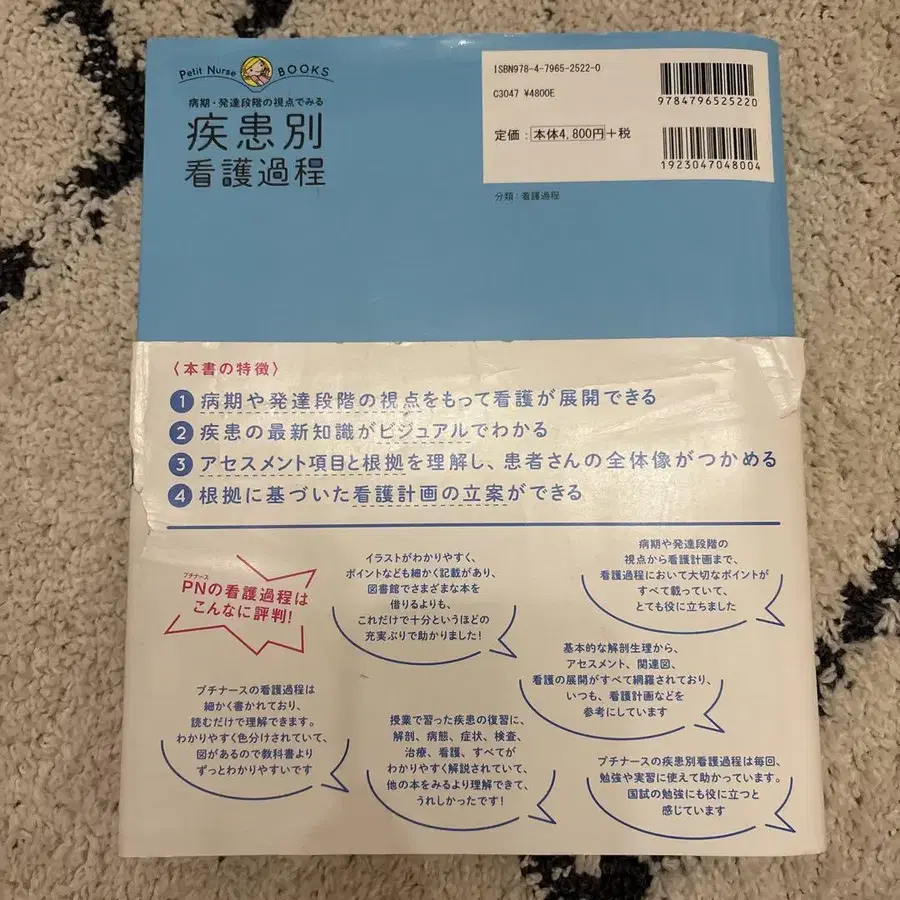 Petit Nurse BOOKS
病期・発達段階の視点でみる
疾患別
看護過程
ISBN978-4-7965-2522-0
C3047 ¥4800E
定価：本体4,800円+税
9784796525220
1923047048004
分類：看護過程
〈本書の特徴〉
1 病期や発達段階の視点をもって看護が展開できる
2 疾患の最新知識がビジュアルでわかる
3 アセスメント項目と根拠を理解し、患者さんの全体像がつかめる
4 根拠に基づいた看護計画の立案ができる
プチナース
PNの看護過程は
こんなに評判!
イラストがわかりやすく、
ポイントなども細かく記載があり、
図書館でさまざまな本を
借りるよりも、
これだけで十分というほどの
充実ぶりで助かりました!
病期や発達段階の
視点から看護計画まで、
看護過程において大切なポイントが
すべて載っていて、
とても役に立ちました
基本的な解剖生理から、
アセスメント、関連図、
看護の展開がすべて網羅されており、
いつも、看護計画などを
参考にしています
プチナースの看護過程は
細かく書かれており、
読むだけで理解できます。
わかりやすく色分けされていて、
図があるので教科書より
ずっとわかりやすいです
授業で習った疾患の復習に、
解剖、病態、症状、検査、
治療、看護、すべてが
わかりやすく解説されていて、
他の本をみるより理解できて、
うれしかったです!
プチナースの疾患別看護過程は毎回、
勉強や実習に使えて助かっています。
国試の勉強にも役に立つと
感じています